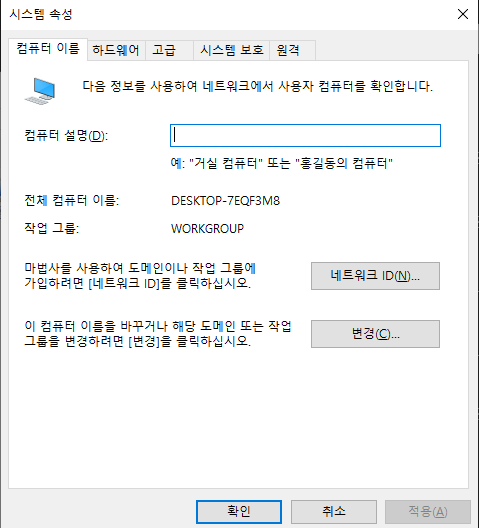 시스템 속성
컴퓨터 이름 하드웨어 고급 시스템 보호 원격
다음 정보를 사용하여 네트워크에서 사용자 컴퓨터를 확인합니다.
컴퓨터 설명(D):
예: "거실 컴퓨터" 또는 "홍길동의 컴퓨터"
전체 컴퓨터 이름: DESKTOP-7EQF3M8
작업 그룹: WORKGROUP
마법사를 사용하여 도메인이나 작업 그룹에
가입하려면 [네트워크 ID]를 클릭하십시오.
네트워크 ID(N)...
이 컴퓨터 이름을 바꾸거나 해당 도메인 또는 작업
그룹을 변경하려면 [변경]을 클릭하십시오.
변경(C)...
확인 취소 적용(A)